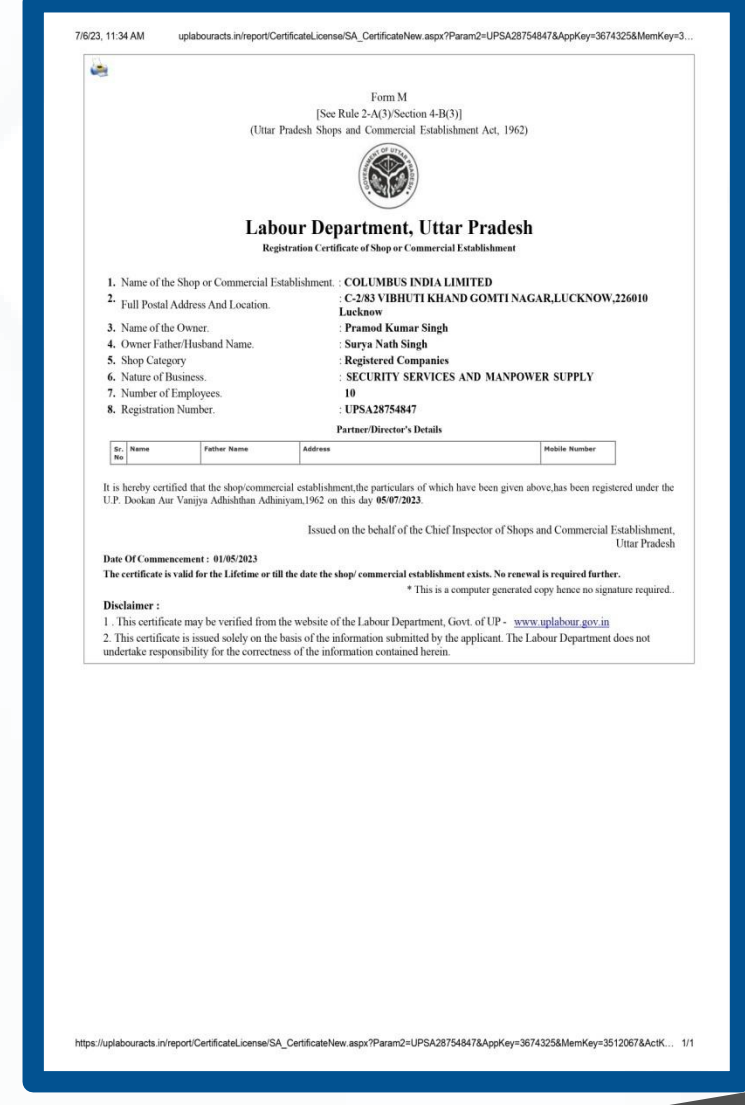 7/6/23, 11:34 AM uplabouracts.in/report/CertificateLicense/SA_CertificateNew.aspx?Param2=UPSA28754847&AppKey=3674325&MemKey=3...
Form M
[See Rule 2-A(3)/Section 4-B(3)]
(Uttar Pradesh Shops and Commercial Establishment Act, 1962)
GOVERNMENT OF UTTAR PRADESH
Labour Department, Uttar Pradesh
Registration Certificate of Shop or Commercial Establishment
1. Name of the Shop or Commercial Establishment. : COLUMBUS INDIA LIMITED
2. Full Postal Address And Location. : C-2/83 VIBHUTI KHAND GOMTI NAGAR,LUCKNOW,226010
Lucknow
3. Name of the Owner. : Pramod Kumar Singh
4. Owner Father/Husband Name. : Surya Nath Singh
5. Shop Category : Registered Companies
6. Nature of Business. : SECURITY SERVICES AND MANPOWER SUPPLY
7. Number of Employees. 10
8. Registration Number. : UPSA28754847
Partner/Director's Details
Sr. No Name Father Name Address Mobile Number
It is hereby certified that the shop/commercial establishment,the particulars of which have been given above,has been registered under the
U.P. Dookan Aur Vanijya Adhishthan Adhiniyam,1962 on this day 05/07/2023.
Issued on the behalf of the Chief Inspector of Shops and Commercial Establishment,
Uttar Pradesh
Date Of Commencement : 01/05/2023
The certificate is valid for the Lifetime or till the date the shop/ commercial establishment exists. No renewal is required further.
* This is a computer generated copy hence no signature required..
Disclaimer :
1 . This certificate may be verified from the website of the Labour Department, Govt. of UP - www.uplabour.gov.in
2. This certificate is issued solely on the basis of the information submitted by the applicant. The Labour Department does not
undertake responsibility for the correctness of the information contained herein.
https://uplabouracts.in/report/CertificateLicense/SA_CertificateNew.aspx?Param2=UPSA28754847&AppKey=3674325&MemKey=3512067&ActK... 1/1